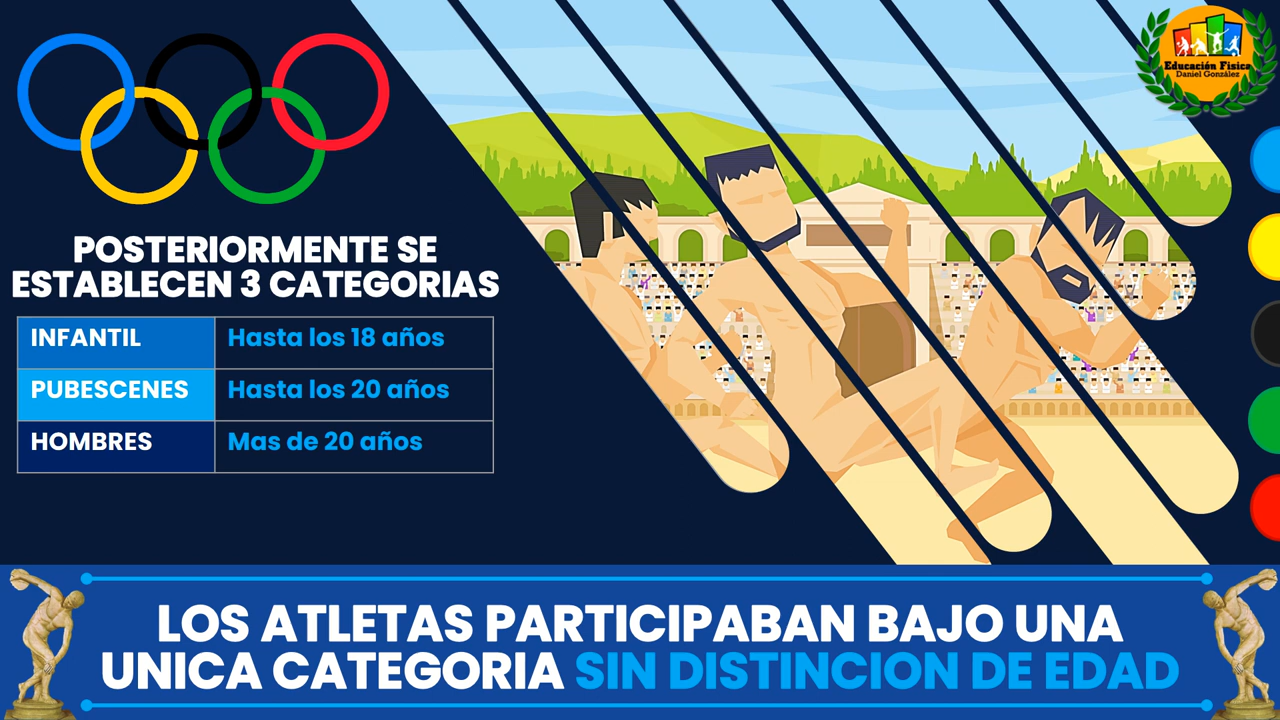 Educación Física
Daniel González
POSTERIORMENTE SE
ESTABLECEN 3 CATEGORIAS
INFANTIL Hasta los 18 años
PUBESCENES Hasta los 20 años
HOMBRES Mas de 20 años
LOS ATLETAS PARTICIPABAN BAJO UNA
UNICA CATEGORIA SIN DISTINCION DE EDAD